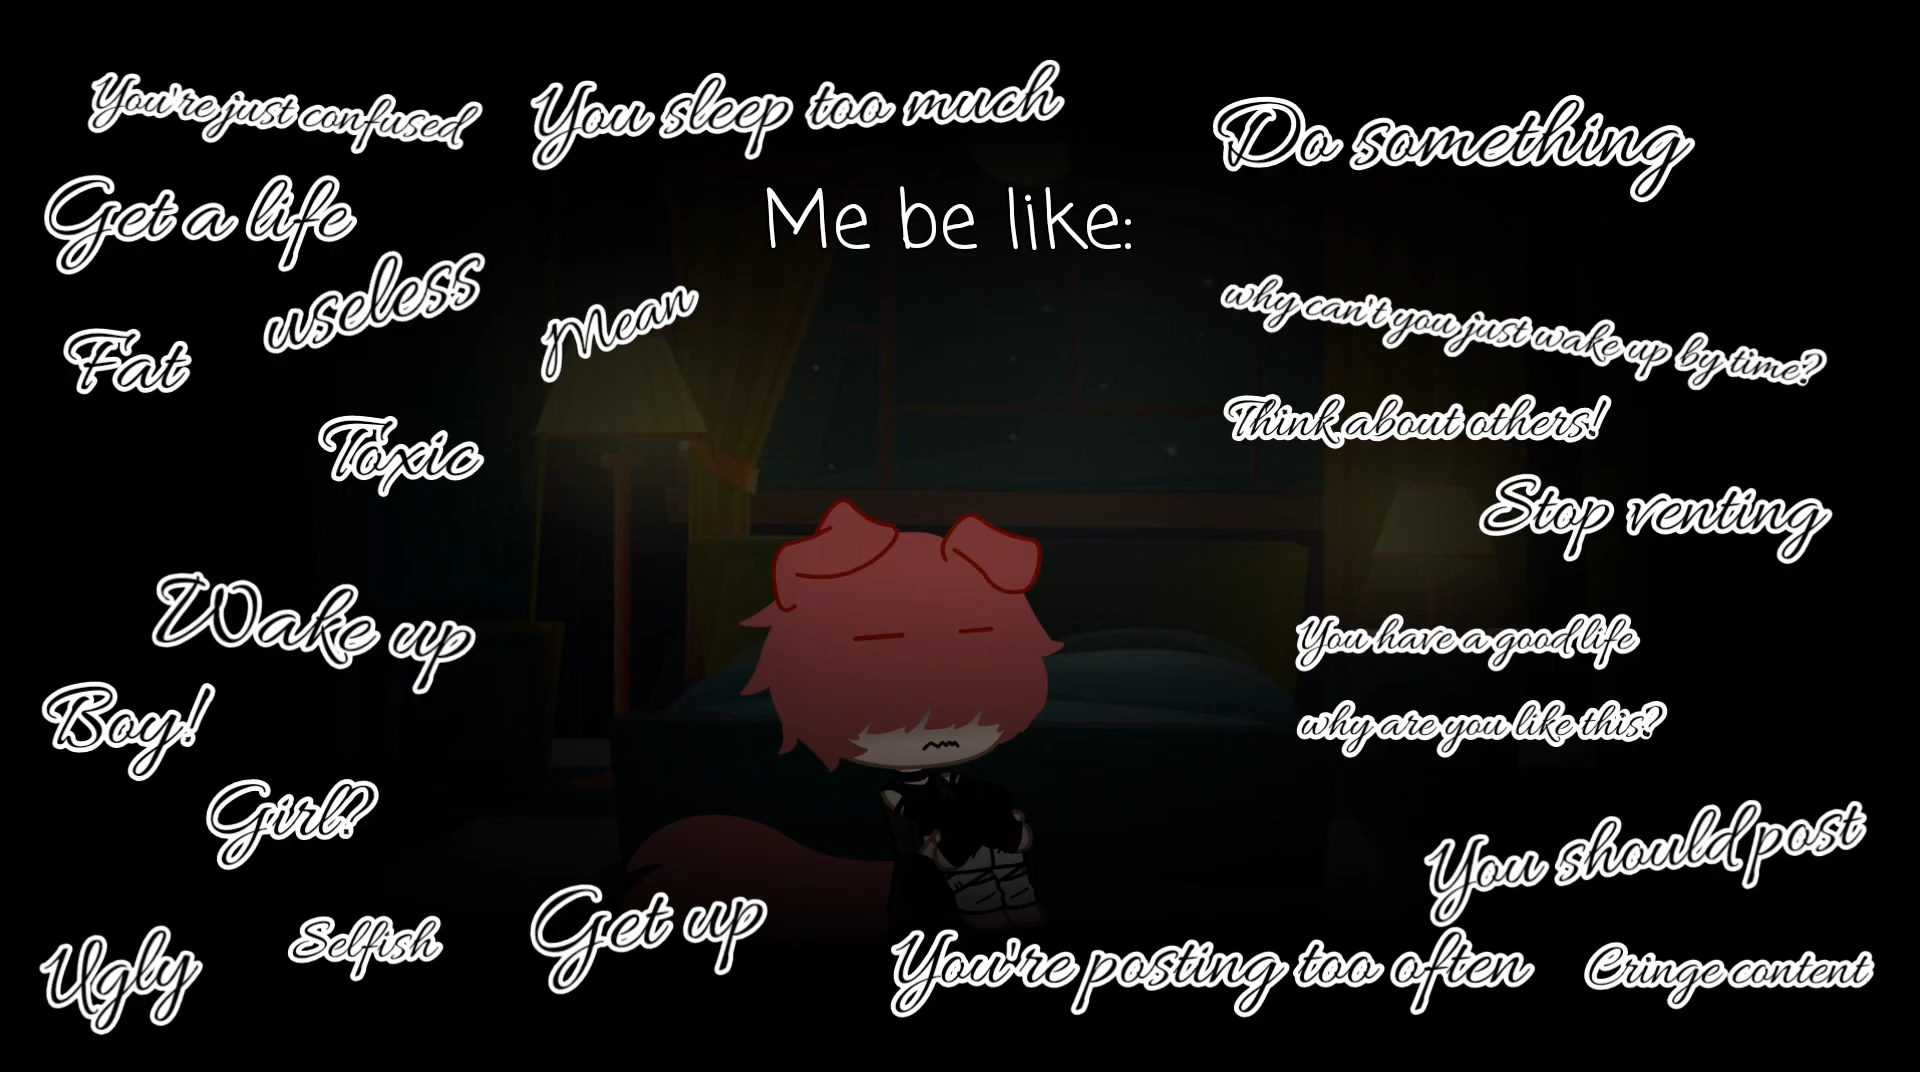 You're just confused
You sleep too much
Do something
Get a life
Me be like:
useless
Mean
why can't you just wake up by time?
Fat
Think about others!
Toxic
Stop venting
Wake up
You have a good life
Boy!
why are you like this?
Girl?
You should post
Get up
Selfish
Ugly
You're posting too often
Cringe content